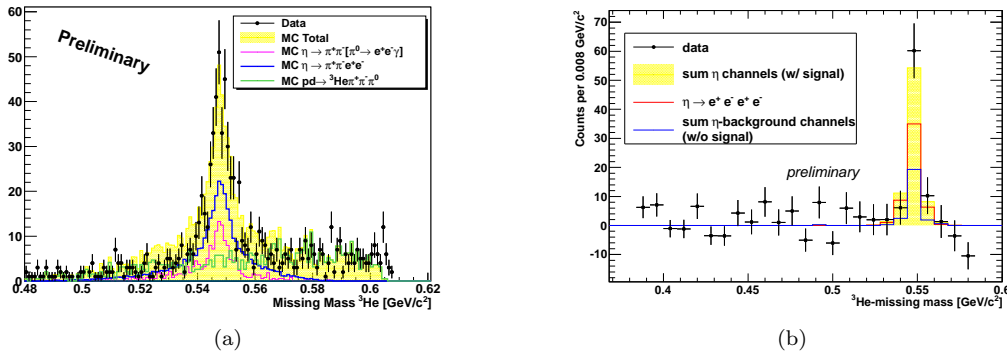 60
50
40
30
20
10
0
Preliminary
Data
MC Total
MC η → π⁺π⁻[π⁰ → e⁺e⁻γ]
MC η → π⁺π⁻e⁺e⁻
MC pd→ ³Heπ⁺π⁻π⁰
0.48 0.5 0.52 0.54 0.56 0.58 0.6 0.62
Missing Mass ³He [GeV/c²]
(a)
Counts per 0.008 GeV/c²
70
60
50
40
30
20
10
0
-10
data
sum η channels (w/ signal)
η → e⁺ e⁻ e⁺ e⁻
sum η-background channels
(w/o signal)
preliminary
0.4 0.45 0.5 0.55 0.6
³He-missing mass [GeV/c²]
(b)